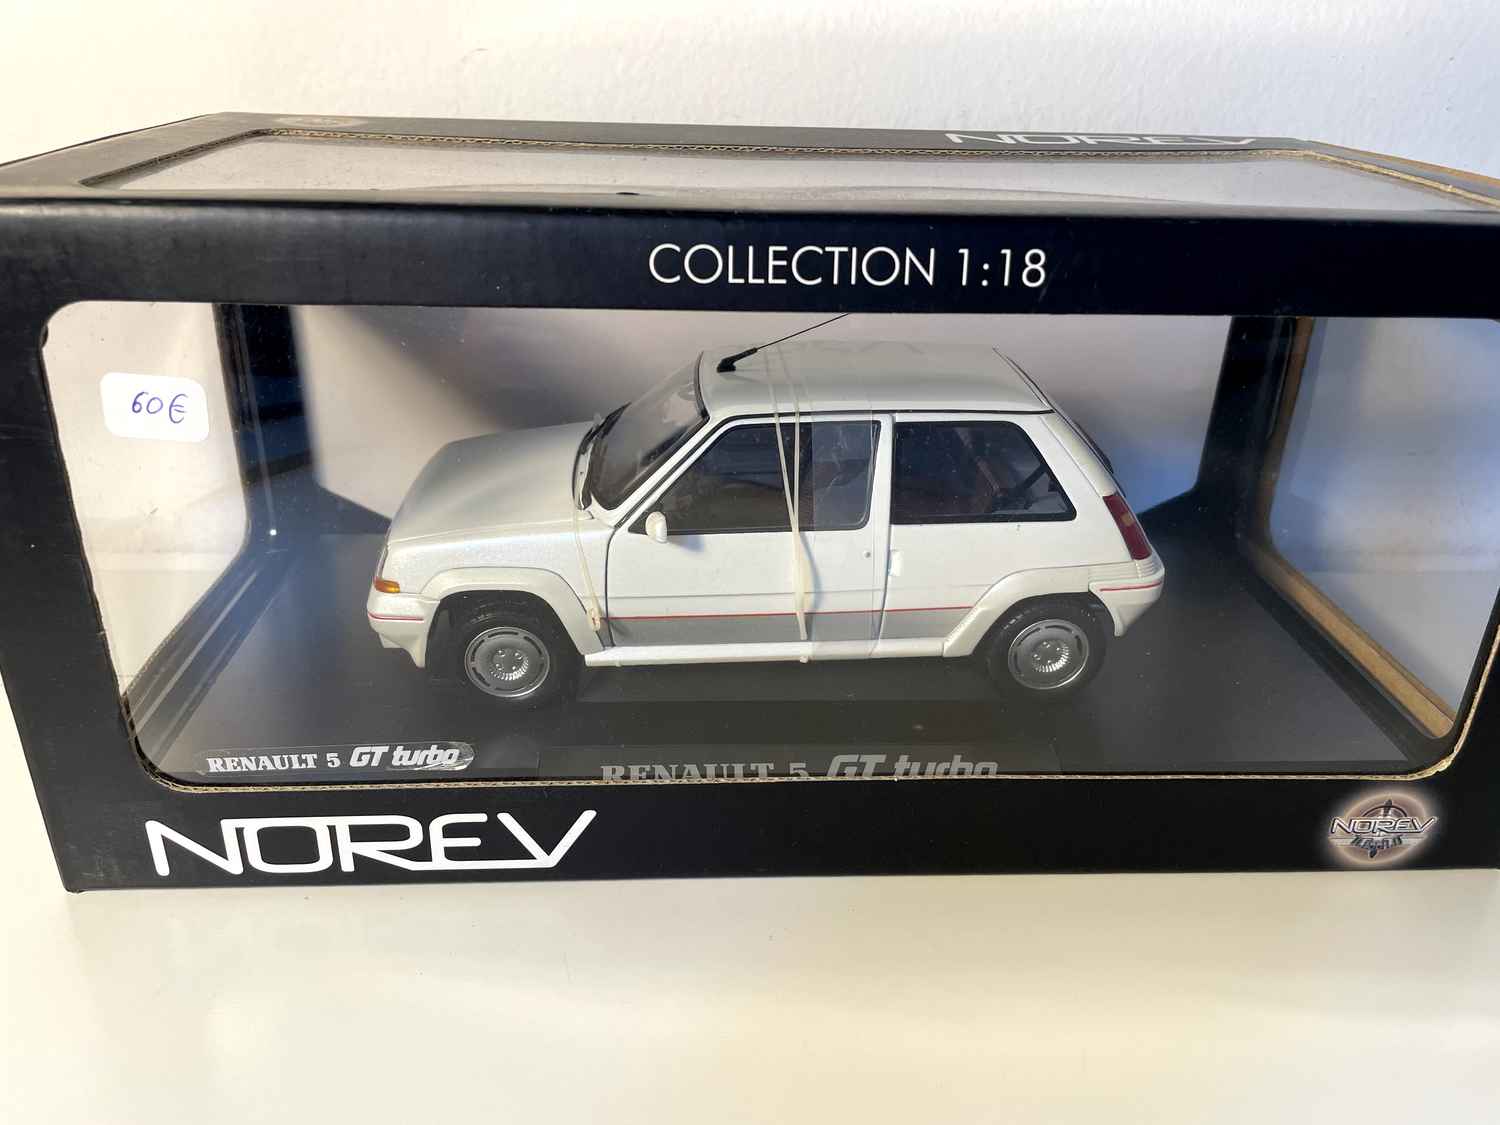 NOREV
COLLECTION 1:18
60€
RENAULT 5 GT turbo
RENAULT 5 GT turbo
NOREV
NOREV